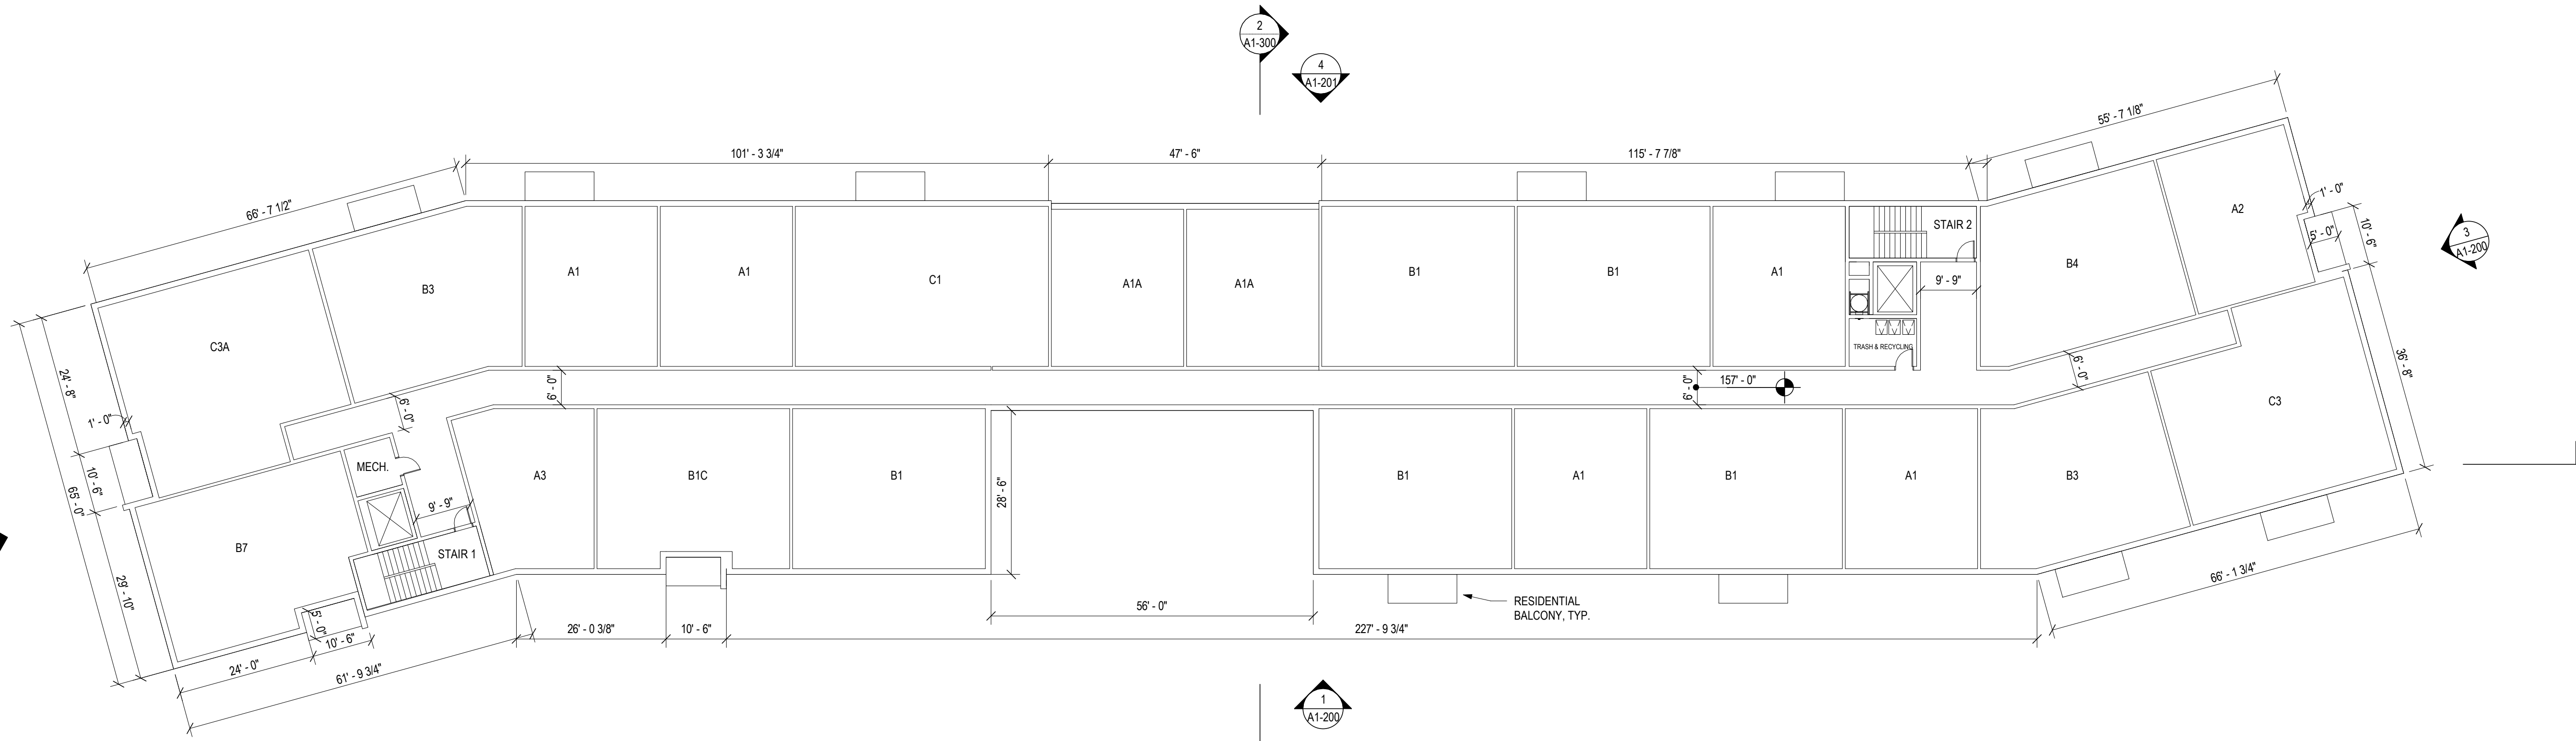 2
A1-300
4
A1-201
55' - 7 1/8"
101' - 3 3/4"
47' - 6"
115' - 7 7/8"
66' - 7 1/2"
1' - 0"
10' - 6"
5' - 0"
3
A1-200
A2
STAIR 2
B4
9' - 9"
C3A
B3
A1
A1
C1
A1A
A1A
B1
B1
A1
TRASH & RECYCLING
36' - 8"
24' - 8"
1' - 0"
10' - 6"
65' - 0"
29' - 10"
6' - 0"
6' - 0"
6' - 0"
157' - 0"
6' - 0"
C3
MECH.
9' - 9"
STAIR 1
B7
A3
B1C
B1
28' - 6"
B1
A1
B1
A1
B3
5' - 0"
10' - 6"
24' - 0"
61' - 9 3/4"
26' - 0 3/8"
10' - 6"
56' - 0"
227' - 9 3/4"
66' - 1 3/4"
RESIDENTIAL
BALCONY, TYP.
1
A1-200